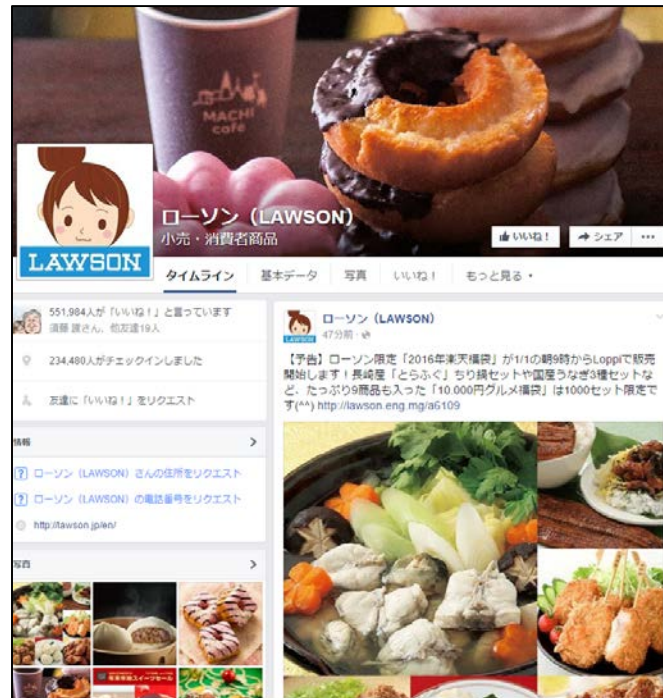 MACHI
café
ローソン（LAWSON）
小売・消費者商品
いいね！
シェア
LAWSON
タイムライン
基本データ
写真
いいね！
もっと見る
551,984人が「いいね！」と言っています
他友達19人
234,480人がチェックインしました
友達に「いいね！」をリクエスト
情報
ローソン（LAWSON）さんの住所をリクエスト
ローソン（LAWSON）の電話番号をリクエスト
http://lawson.jp/en/
写真
ローソン（LAWSON）
47分前
【予告】ローソン限定「2016年楽天福袋」が1/1の朝9時からLoppiで販売
開始します！長崎産「とらふぐ」ちり鍋セットや国産うなぎ3種セットな
ど、たっぷり9商品も入った「10,000円グルメ福袋」は1000セット限定で
す(^^) http://lawson.eng.mg/a6109